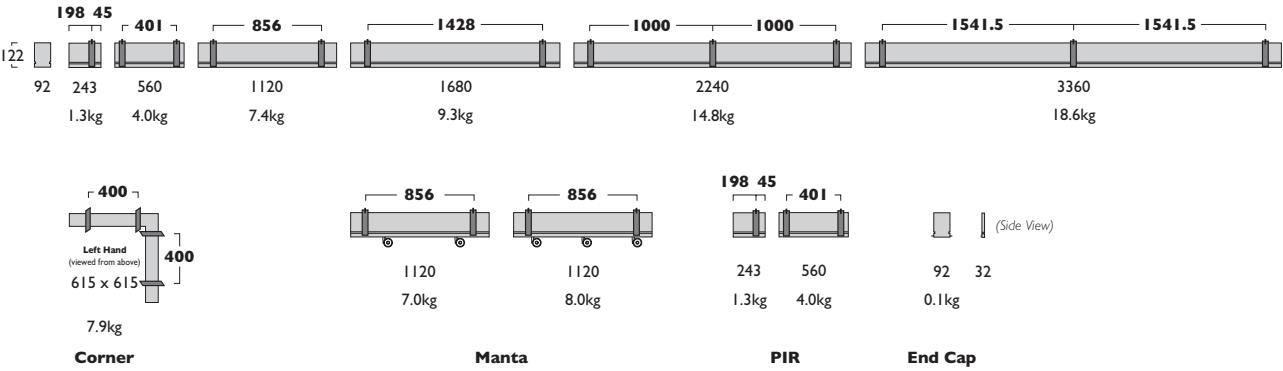 198 45
401
856
1428
1000 1000
1541.5 1541.5
122
92 243 560 1120 1680 2240 3360
1.3kg 4.0kg 7.4kg 9.3kg 14.8kg 18.6kg
400
Left Hand
(viewed from above)
400
615 x 615
7.9kg
Corner
856 856
1120 1120
7.0kg 8.0kg
Manta
198 45
401
243 560
1.3kg 4.0kg
PIR
(Side View)
92 32
0.1kg
End Cap